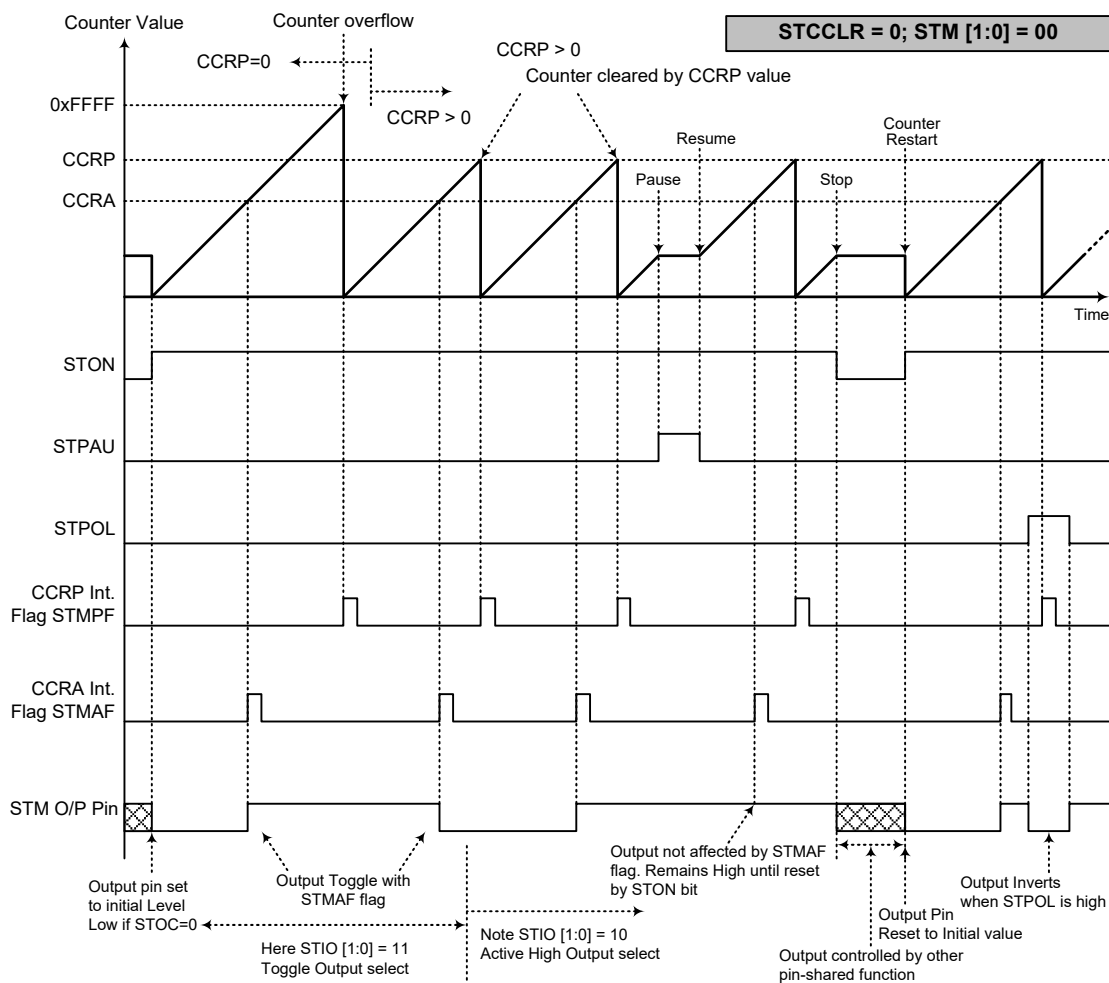 Counter Value
Counter overflow
STCCLR = 0; STM [1:0] = 00
CCRP=0
CCRP > 0
CCRP > 0
Counter cleared by CCRP value
0xFFFF
CCRP
CCRA
Pause
Resume
Stop
Counter
Restart
Time
STON
STPAU
STPOL
CCRP Int.
Flag STMPF
CCRA Int.
Flag STMAF
STM O/P Pin
Output pin set
to initial Level
Low if STOC=0
Output Toggle with
STMAF flag
Here STIO [1:0] = 11
Toggle Output select
Note STIO [1:0] = 10
Active High Output select
Output not affected by STMAF
flag. Remains High until reset
by STON bit
Output controlled by other
pin-shared function
Output Pin
Reset to Initial value
Output Inverts
when STPOL is high